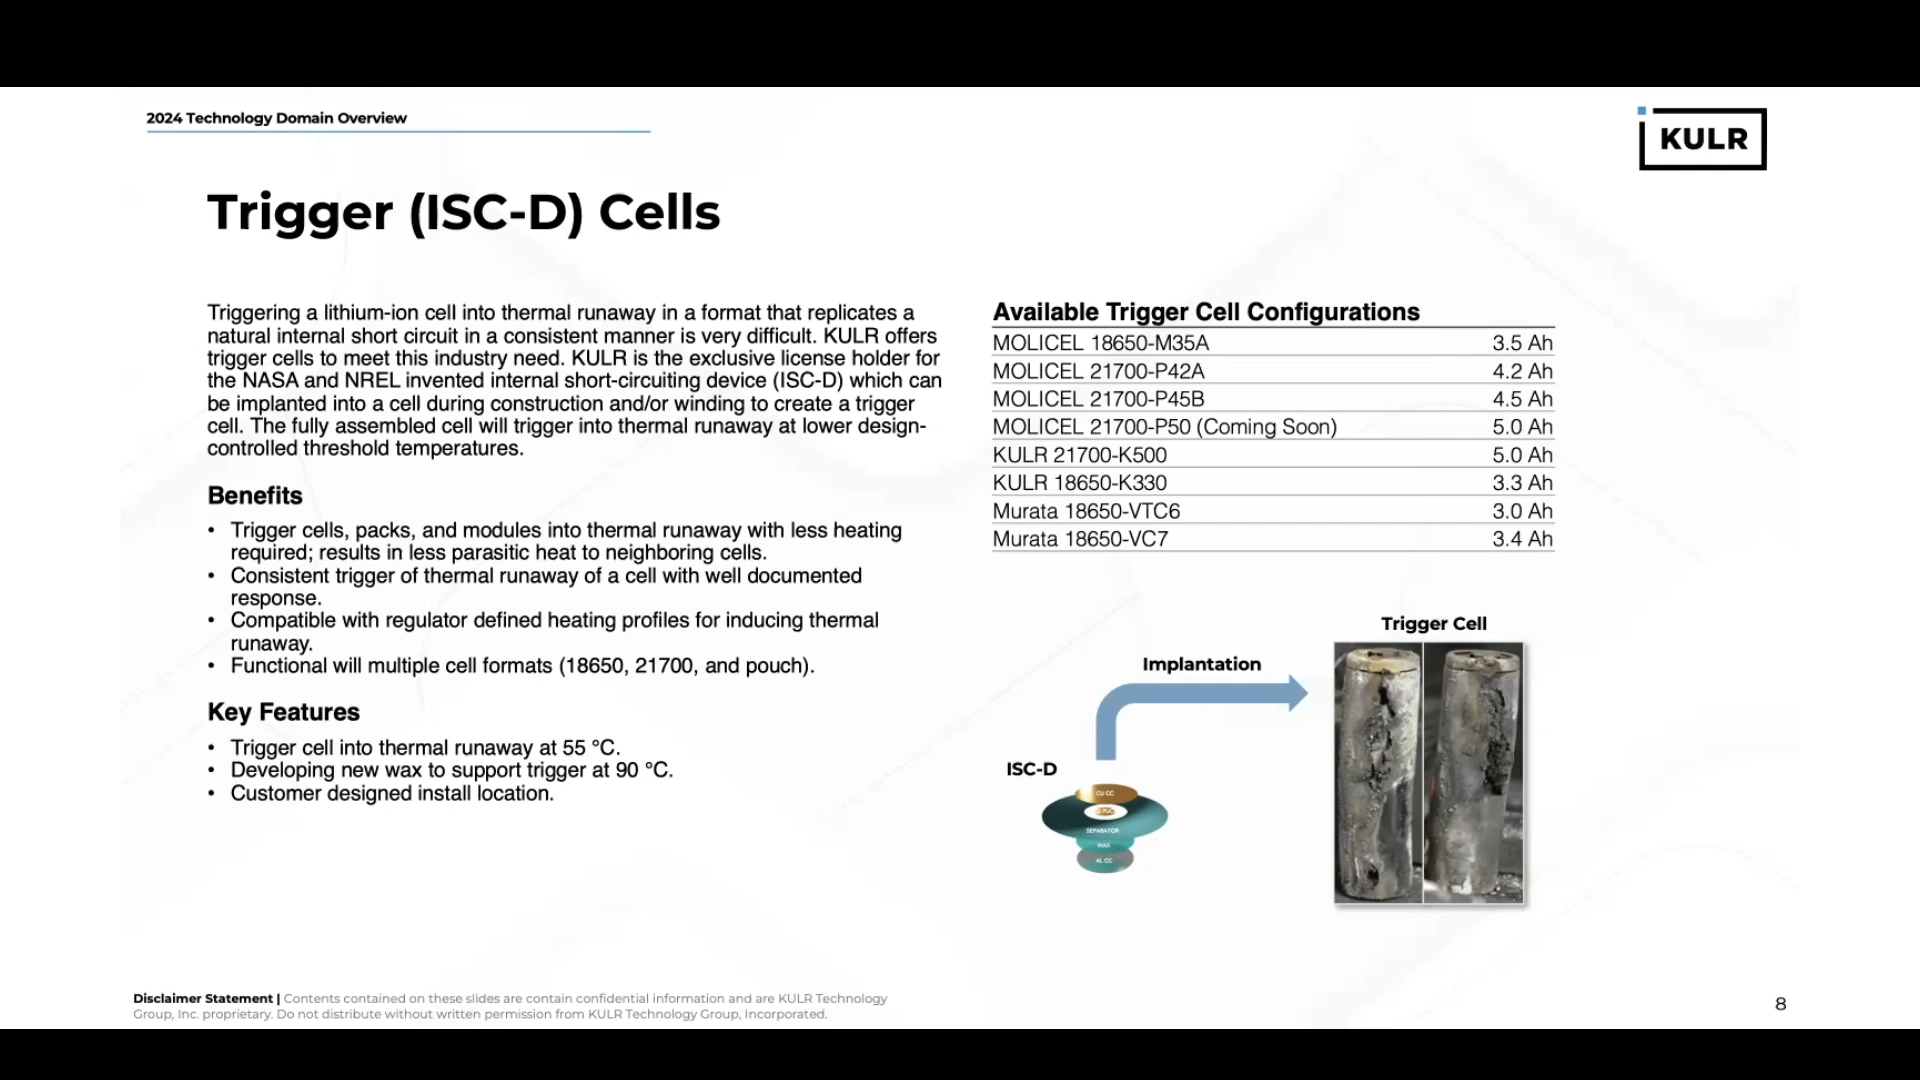 2024 Technology Domain Overview
KULR
Trigger (ISC-D) Cells
Triggering a lithium-ion cell into thermal runaway in a format that replicates a
natural internal short circuit in a consistent manner is very difficult. KULR offers
trigger cells to meet this industry need. KULR is the exclusive license holder for
the NASA and NREL invented internal short-circuiting device (ISC-D) which can
be implanted into a cell during construction and/or winding to create a trigger
cell. The fully assembled cell will trigger into thermal runaway at lower design-
controlled threshold temperatures.
Benefits
• Trigger cells, packs, and modules into thermal runaway with less heating
required; results in less parasitic heat to neighboring cells.
• Consistent trigger of thermal runaway of a cell with well documented
response.
• Compatible with regulator defined heating profiles for inducing thermal
runaway.
• Functional will multiple cell formats (18650, 21700, and pouch).
Key Features
• Trigger cell into thermal runaway at 55 °C.
• Developing new wax to support trigger at 90 °C.
• Customer designed install location.
Available Trigger Cell Configurations
MOLICEL 18650-M35A 3.5 Ah
MOLICEL 21700-P42A 4.2 Ah
MOLICEL 21700-P45B 4.5 Ah
MOLICEL 21700-P50 (Coming Soon) 5.0 Ah
KULR 21700-K500 5.0 Ah
KULR 18650-K330 3.3 Ah
Murata 18650-VTC6 3.0 Ah
Murata 18650-VC7 3.4 Ah
Trigger Cell
Implantation
ISC-D
CU CC
SEPARATOR
WAX
AL CC
Disclaimer Statement | Contents contained on these slides are contain confidential information and are KULR Technology
Group, Inc. proprietary. Do not distribute without written permission from KULR Technology Group, Incorporated.
8